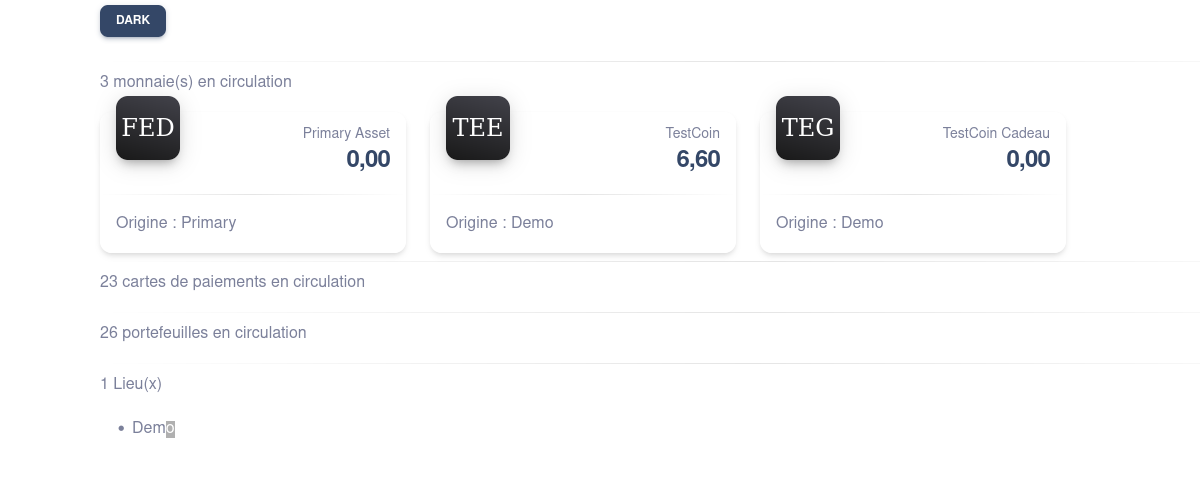 DARK
3 monnaie(s) en circulation
FED
Primary Asset
0,00
Origine : Primary
TEE
TestCoin
6,60
Origine : Demo
TEG
TestCoin Cadeau
0,00
Origine : Demo
23 cartes de paiements en circulation
26 portefeuilles en circulation
1 Lieu(x)
• Demo